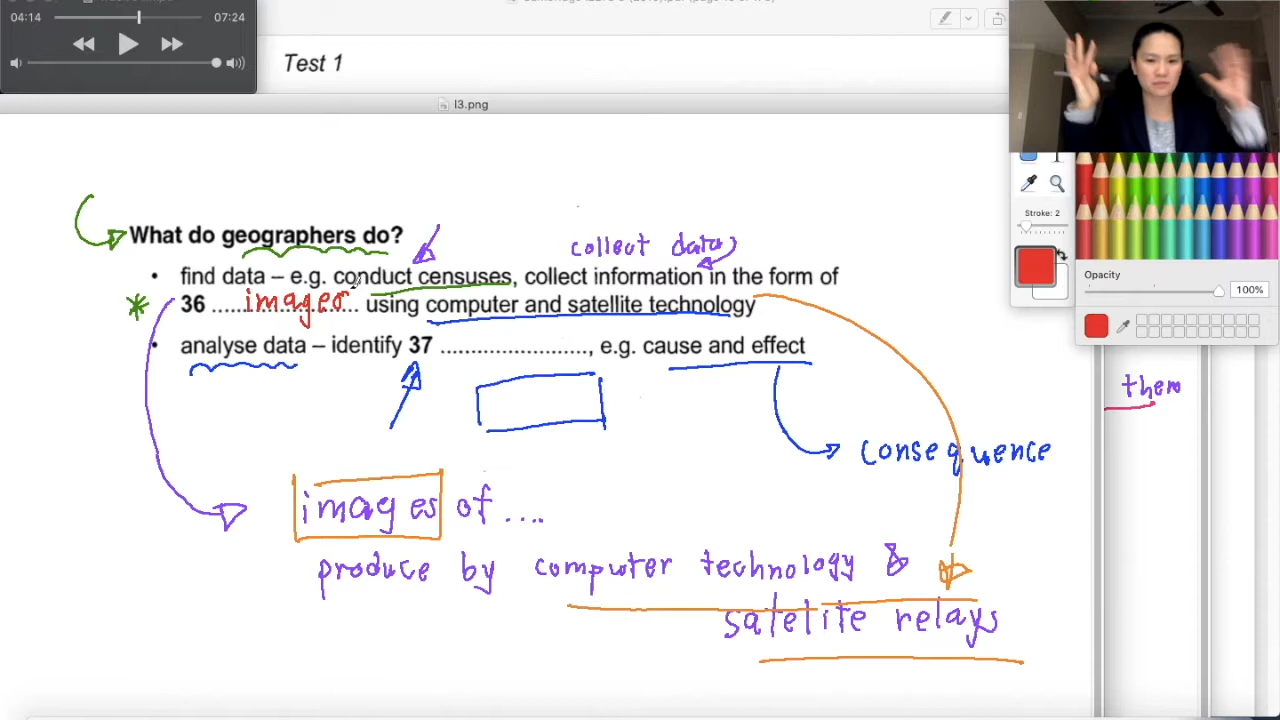 04:14
07:24
Test 1
l3.png
Stroke: 2
Opacity
100%
What do geographers do?
collect data
• find data – e.g. conduct censuses, collect information in the form of
* 36 .....images..... using computer and satellite technology
• analyse data – identify 37 ........................., e.g. cause and effect
them
consequence
images of ....
produce by computer technology &
satelite relays